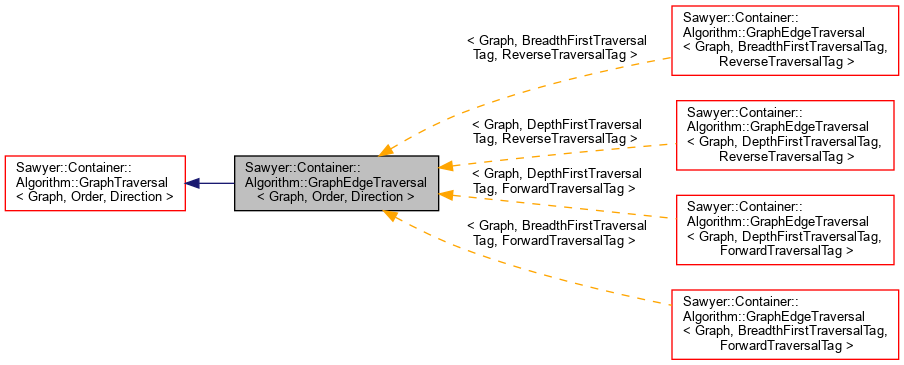 Sawyer::Container::
Algorithm::GraphTraversal
< Graph, Order, Direction >
Sawyer::Container::
Algorithm::GraphEdgeTraversal
< Graph, Order, Direction >
< Graph, BreadthFirstTraversal
Tag, ReverseTraversalTag >
< Graph, DepthFirstTraversal
Tag, ReverseTraversalTag >
< Graph, DepthFirstTraversal
Tag, ForwardTraversalTag >
< Graph, BreadthFirstTraversal
Tag, ForwardTraversalTag >
Sawyer::Container::
Algorithm::GraphEdgeTraversal
< Graph, BreadthFirstTraversalTag,
ReverseTraversalTag >
Sawyer::Container::
Algorithm::GraphEdgeTraversal
< Graph, DepthFirstTraversalTag,
ReverseTraversalTag >
Sawyer::Container::
Algorithm::GraphEdgeTraversal
< Graph, DepthFirstTraversalTag,
ForwardTraversalTag >
Sawyer::Container::
Algorithm::GraphEdgeTraversal
< Graph, BreadthFirstTraversalTag,
ForwardTraversalTag >